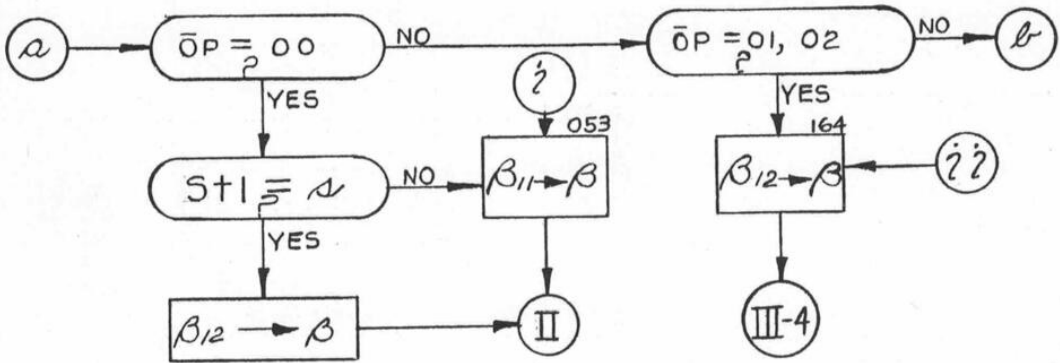 a
ōP = 00
?
NO
ōP = 01, 02
?
NO
b
YES
i
YES
053
164
S+1 = s
?
NO
β11 → β
β12 → β
ii
YES
β12 → β
II
III-4